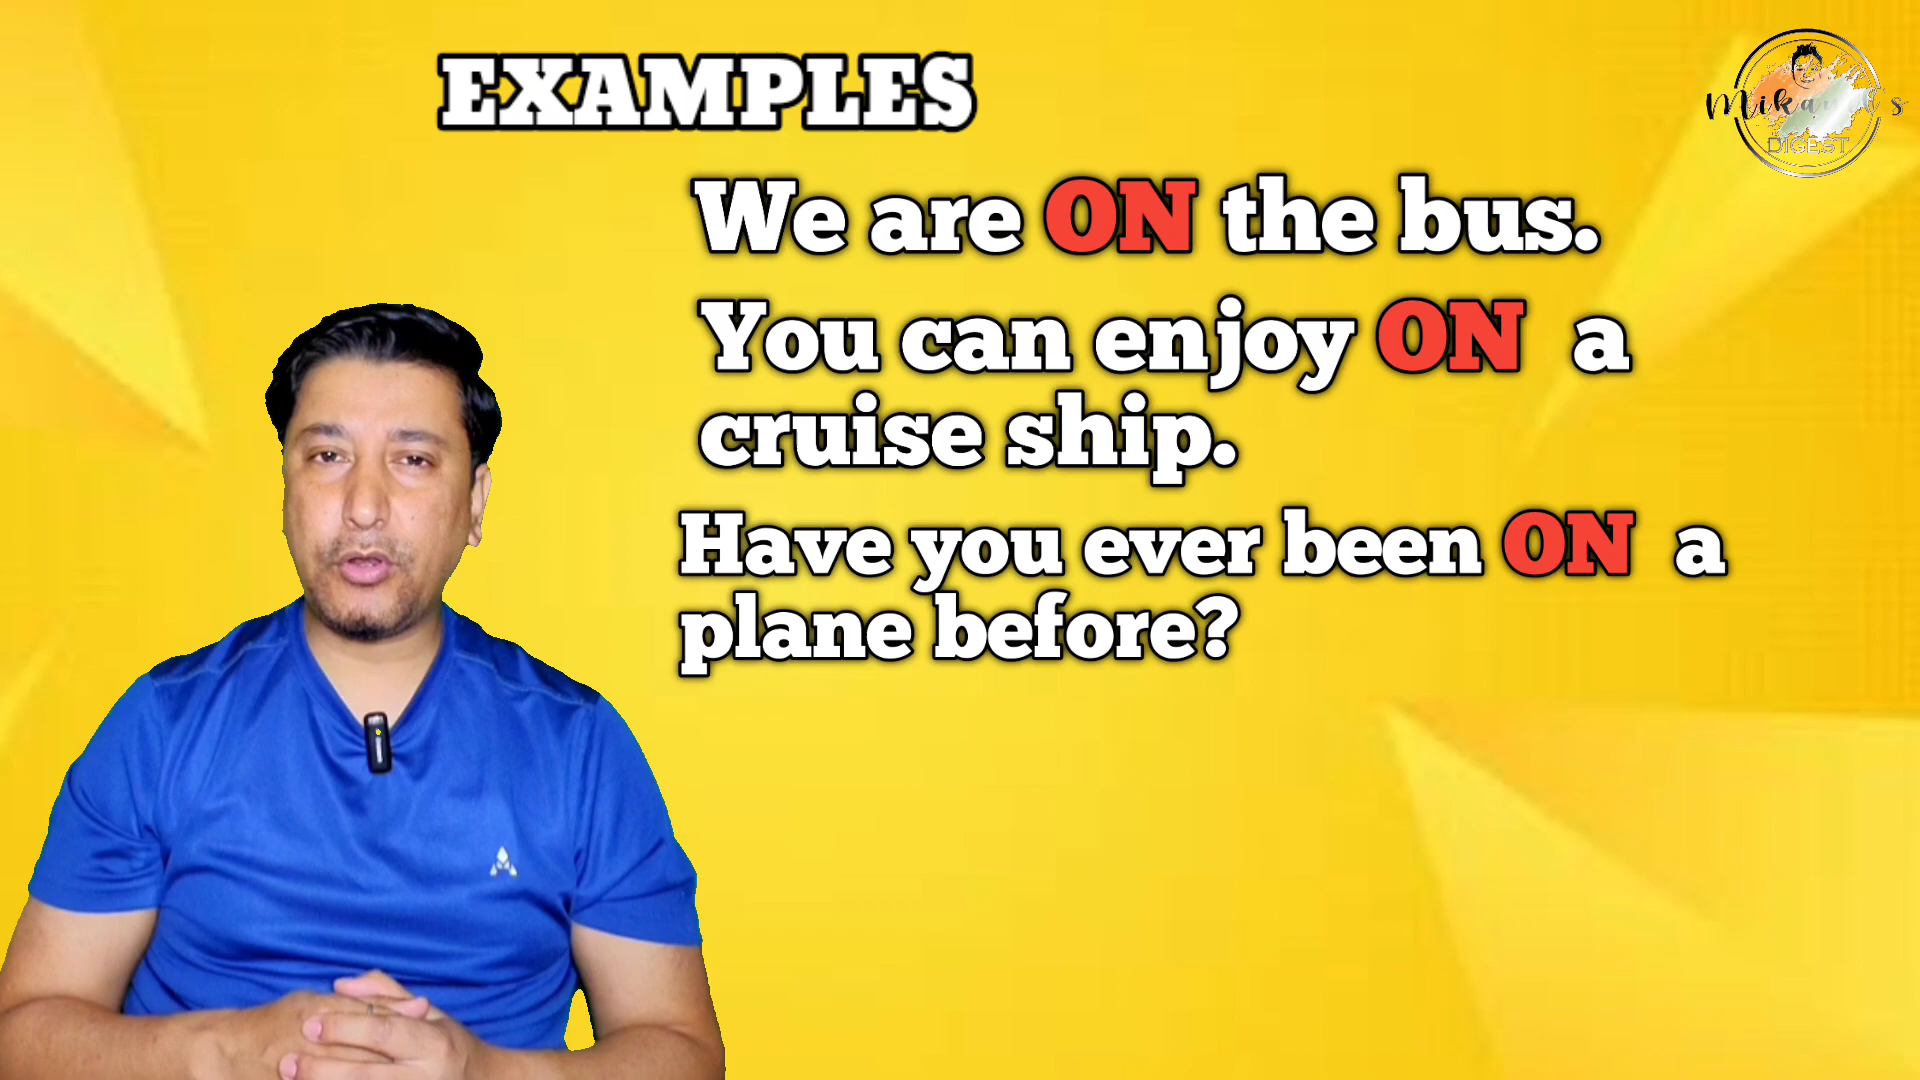 EXAMPLES
We are ON the bus.
You can enjoy ON a
cruise ship.
Have you ever been ON a
plane before?
DIGEST